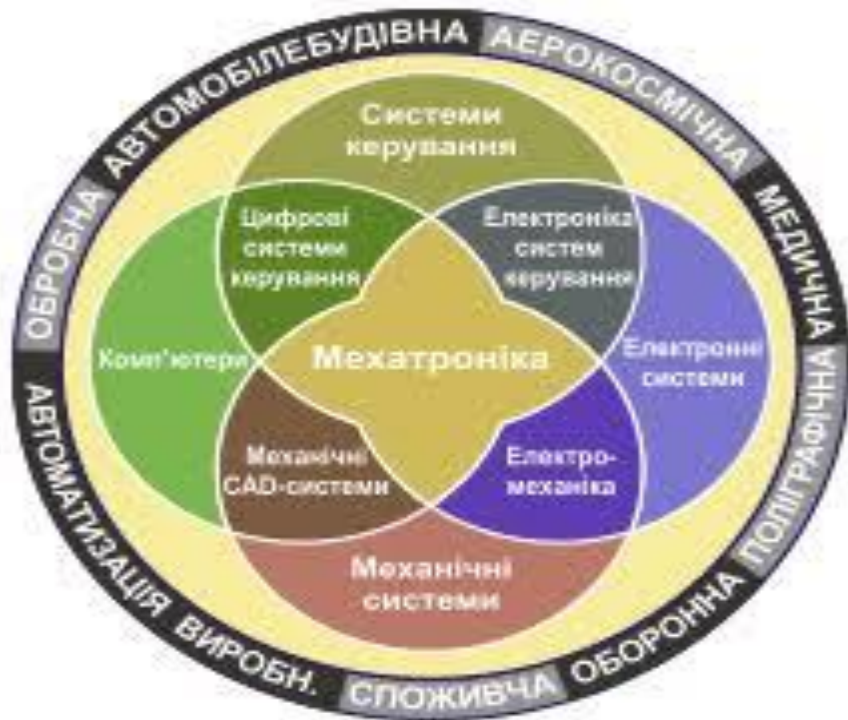 АВТОМОБІЛЕБУДІВНА
АЕРОКОСМІЧНА
МЕДИЧНА
ПОЛІГРАФІЧНА
ОБОРОННА
СПОЖИВЧА
АВТОМАТИЗАЦІЯ ВИРОБН.
ОБРОБНА
Системи
керування
Цифрові
системи
керування
Електроніка
систем
керування
Комп'ютери
Мехатроніка
Електронні
системи
Механічні
CAD-системи
Електро-
механіка
Механічні
системи